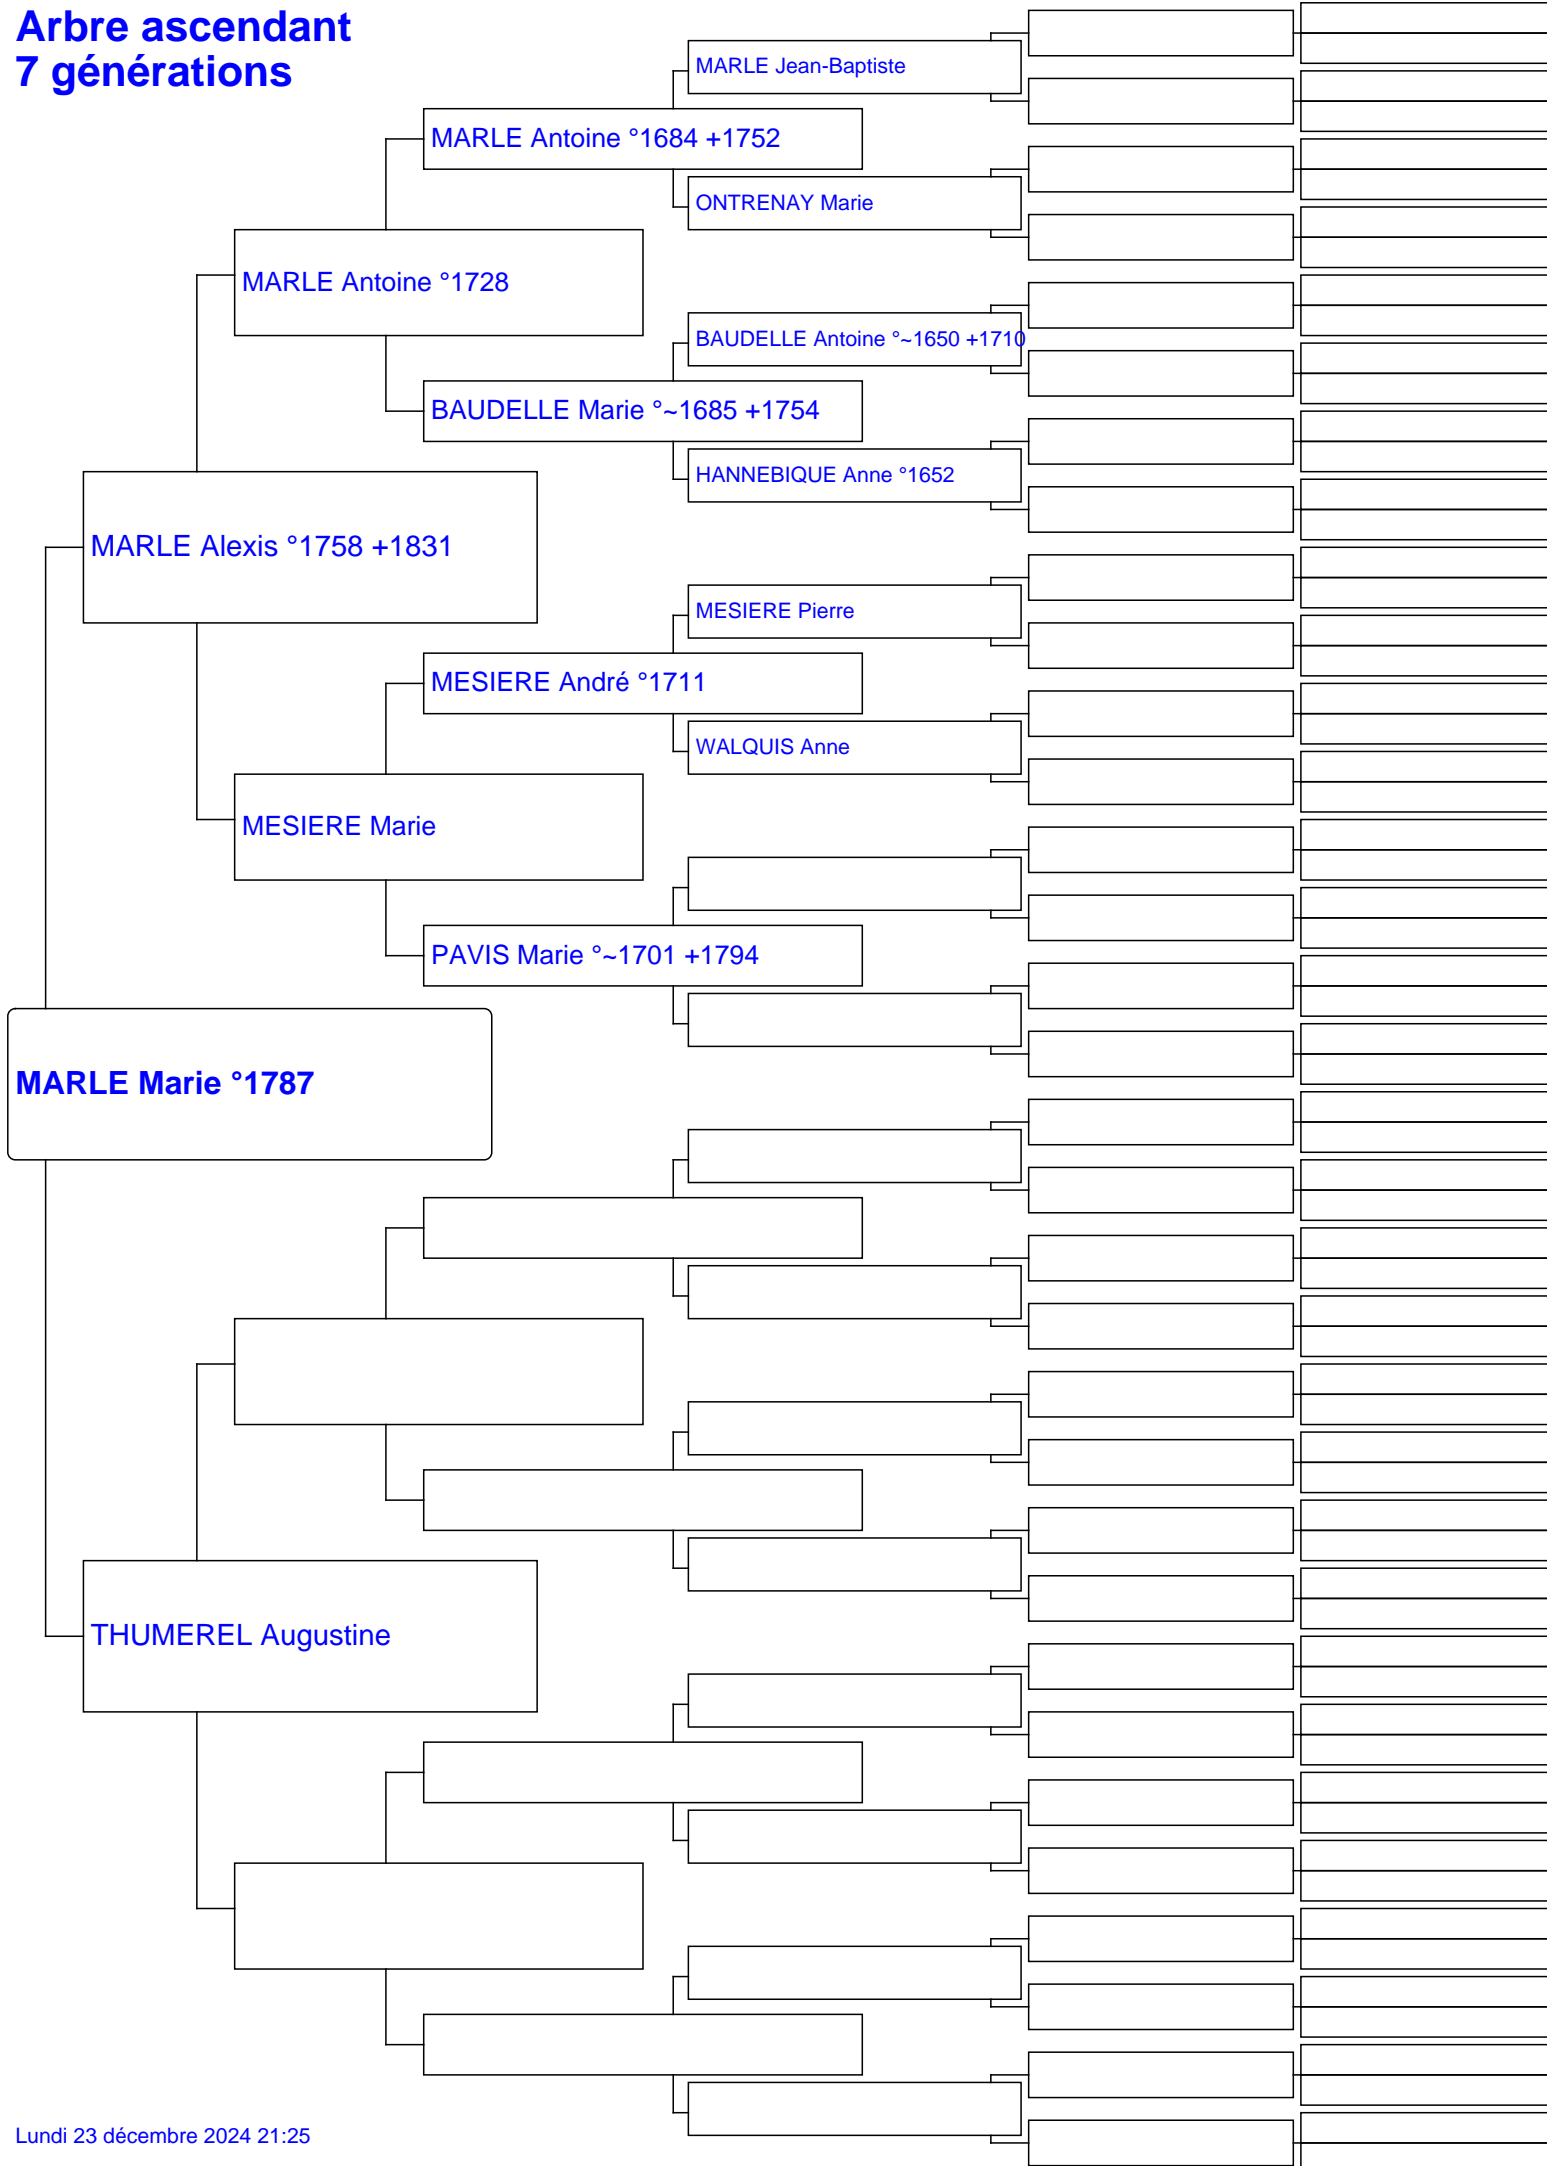 Arbre ascendant
7 générations
MARLE Jean-Baptiste
MARLE Antoine °1684 +1752
ONTRENAY Marie
MARLE Antoine °1728
BAUDELLE Antoine °~1650 +1710
BAUDELLE Marie °~1685 +1754
HANNEBIQUE Anne °1652
MARLE Alexis °1758 +1831
MESIERE Pierre
MESIERE André °1711
WALQUIS Anne
MESIERE Marie
PAVIS Marie °~1701 +1794
MARLE Marie °1787
THUMEREL Augustine
Lundi 23 décembre 2024 21:25